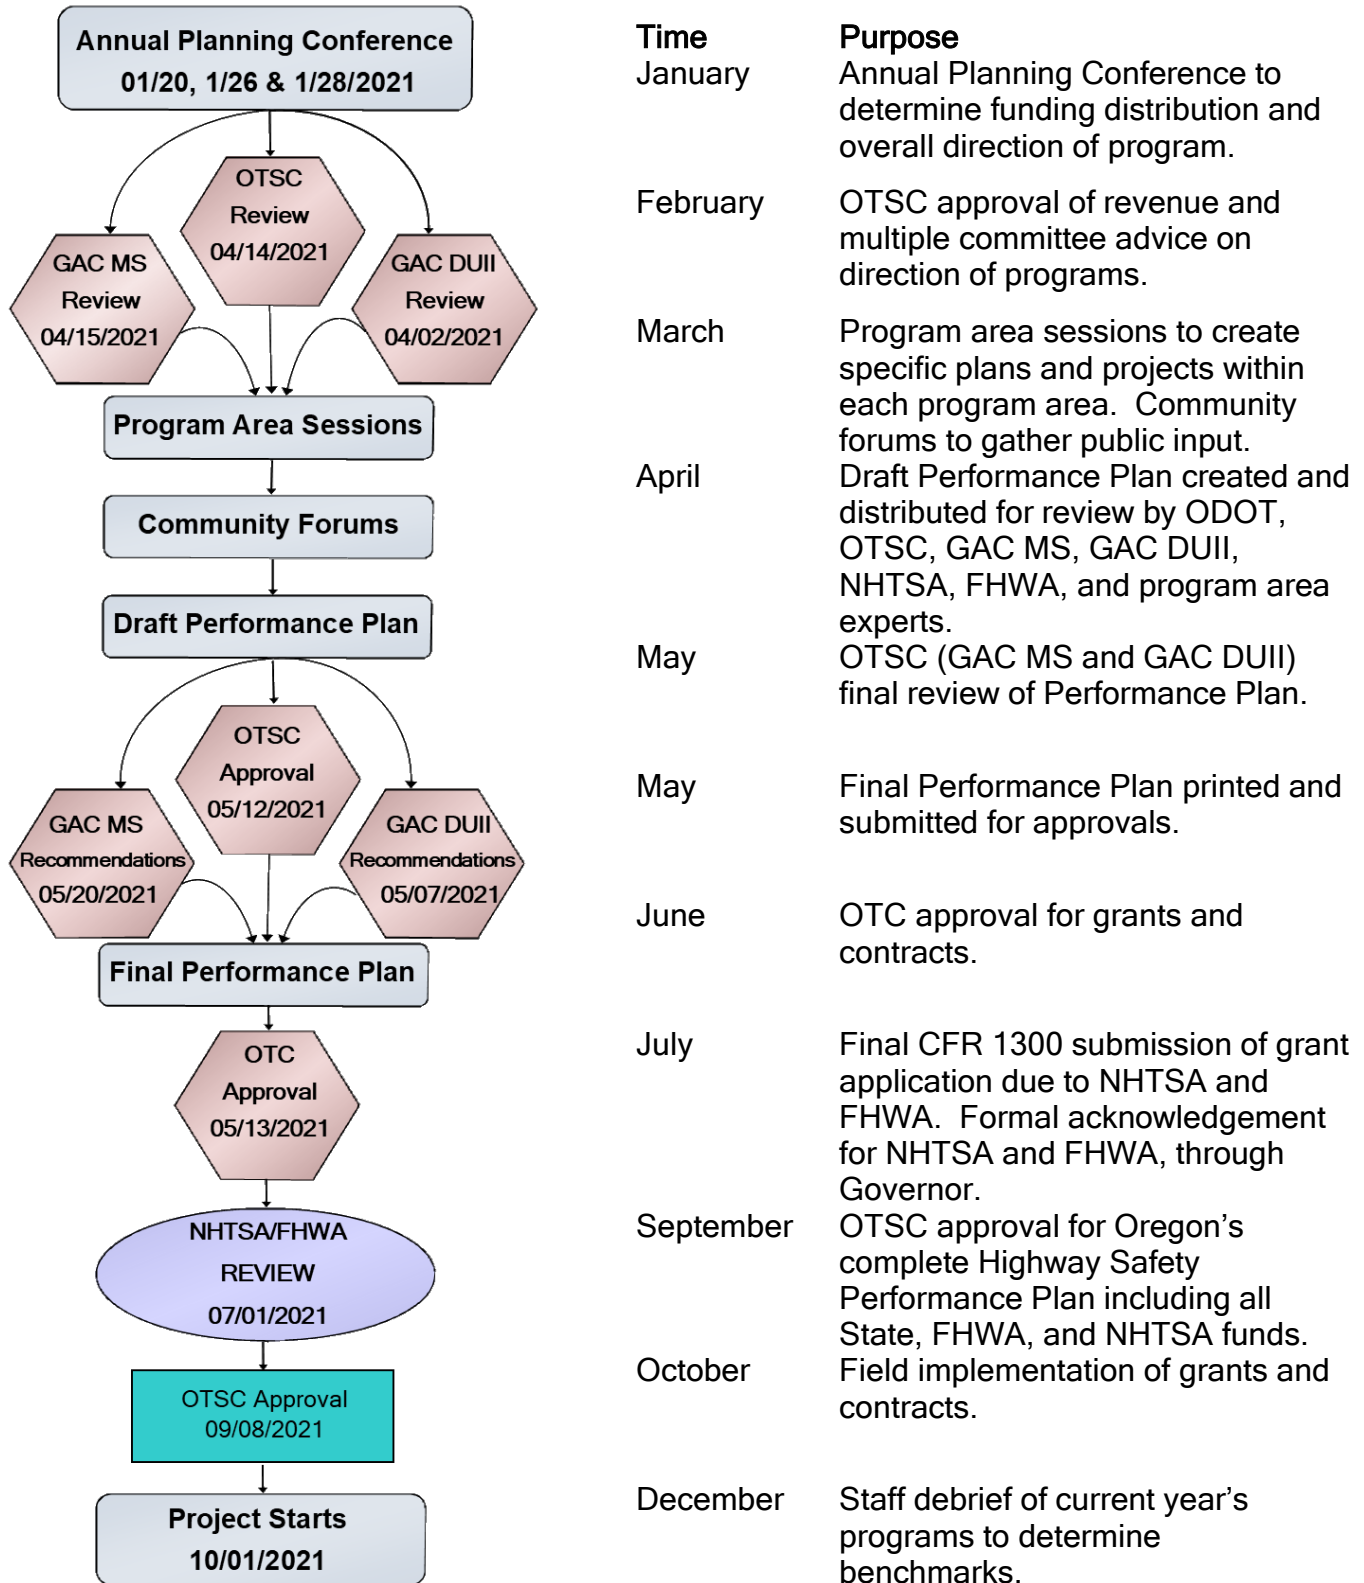 Annual Planning Conference
01/20, 1/26 & 1/28/2021
OTSC
Review
04/14/2021
GAC MS
Review
04/15/2021
GAC DUII
Review
04/02/2021
Program Area Sessions
Community Forums
Draft Performance Plan
OTSC
Approval
05/12/2021
GAC MS
Recommendations
05/20/2021
GAC DUII
Recommendations
05/07/2021
Final Performance Plan
OTC
Approval
05/13/2021
NHTSA/FHWA
REVIEW
07/01/2021
OTSC Approval
09/08/2021
Project Starts
10/01/2021
Time Purpose
January Annual Planning Conference to
determine funding distribution and
overall direction of program.
February OTSC approval of revenue and
multiple committee advice on
direction of programs.
March Program area sessions to create
specific plans and projects within
each program area. Community
forums to gather public input.
April Draft Performance Plan created and
distributed for review by ODOT,
OTSC, GAC MS, GAC DUII,
NHTSA, FHWA, and program area
experts.
May OTSC (GAC MS and GAC DUII)
final review of Performance Plan.
May Final Performance Plan printed and
submitted for approvals.
June OTC approval for grants and
contracts.
July Final CFR 1300 submission of grant
application due to NHTSA and
FHWA. Formal acknowledgement
for NHTSA and FHWA, through
Governor.
September OTSC approval for Oregon's
complete Highway Safety
Performance Plan including all
State, FHWA, and NHTSA funds.
October Field implementation of grants and
contracts.
December Staff debrief of current year's
programs to determine
benchmarks.